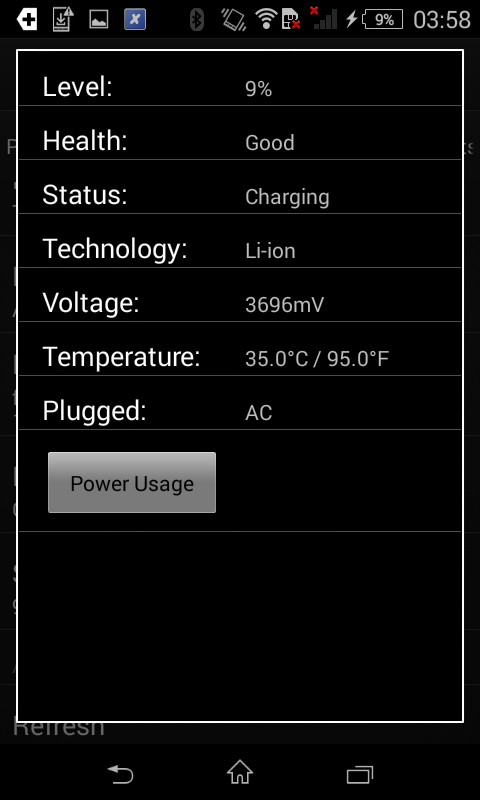 9% 03:58
Level: 9%
Health: Good
Status: Charging
Technology: Li-ion
Voltage: 3696mV
Temperature: 35.0°C / 95.0°F
Plugged: AC
Power Usage
Refresh